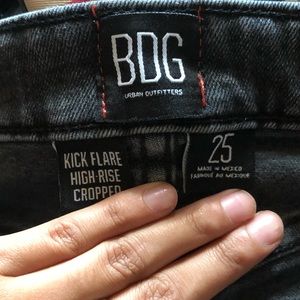 BDG
URBAN OUTFITTERS
KICK FLARE
HIGH-RISE
CROPPED
25
MADE IN MEXICO
FABRIQUÉ AU MEXIQUE